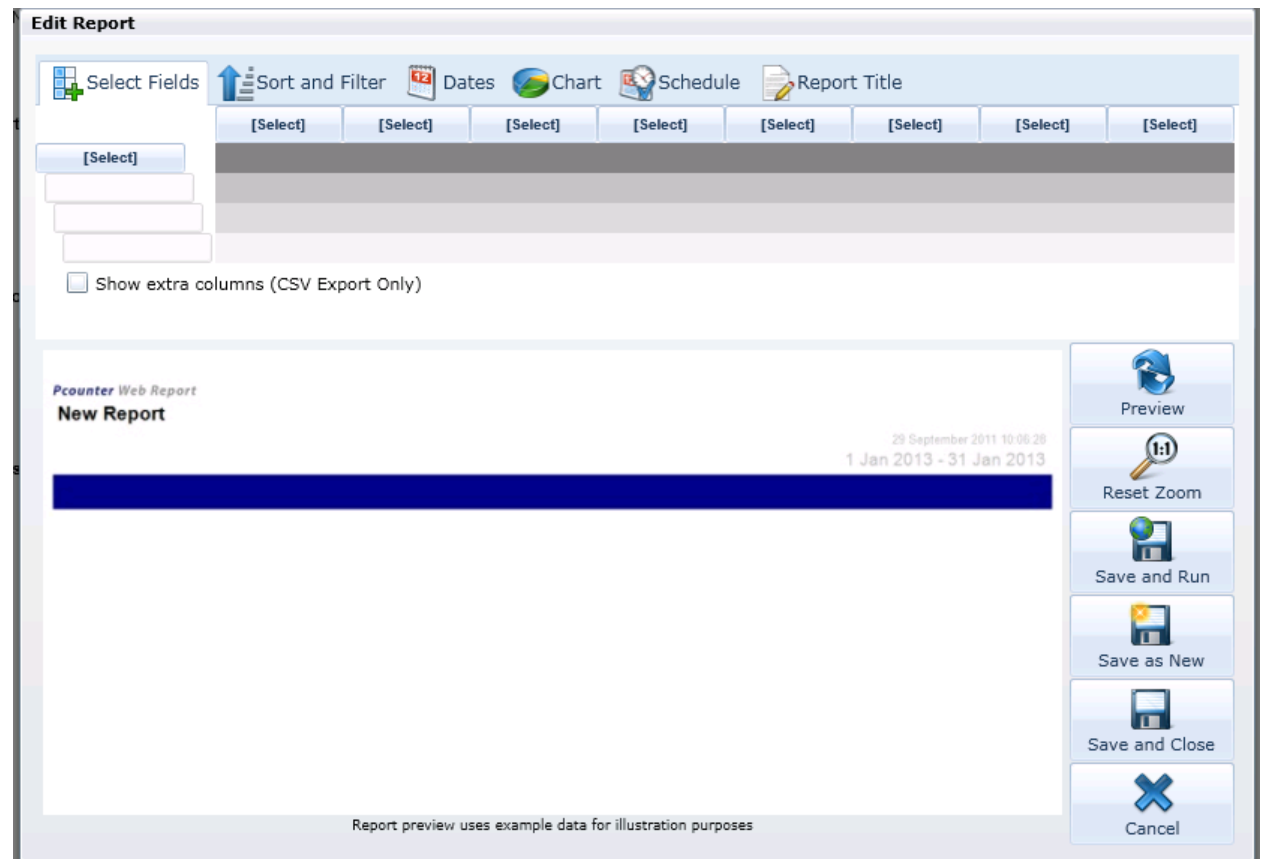 Edit Report
Select Fields Sort and Filter 12 Dates Chart Schedule Report Title
[Select] [Select] [Select] [Select] [Select] [Select] [Select] [Select]
[Select]
Show extra columns (CSV Export Only)
Pcounter Web Report
New Report
29 September 2011 10:06:28
1 Jan 2013 - 31 Jan 2013
Preview
1:1
Reset Zoom
Save and Run
Save as New
Save and Close
Cancel
Report preview uses example data for illustration purposes